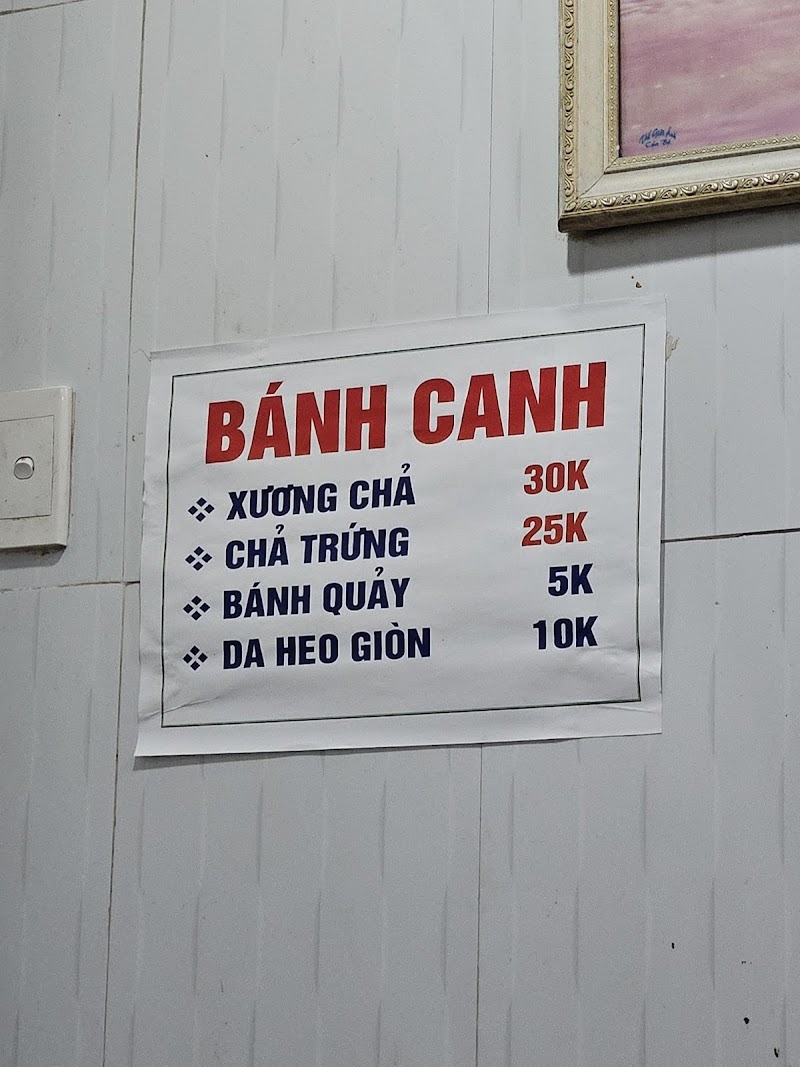 BÁNH CANH
❖ XƯƠNG CHẢ 30K
❖ CHẢ TRỨNG 25K
❖ BÁNH QUẢY 5K
❖ DA HEO GIÒN 10K